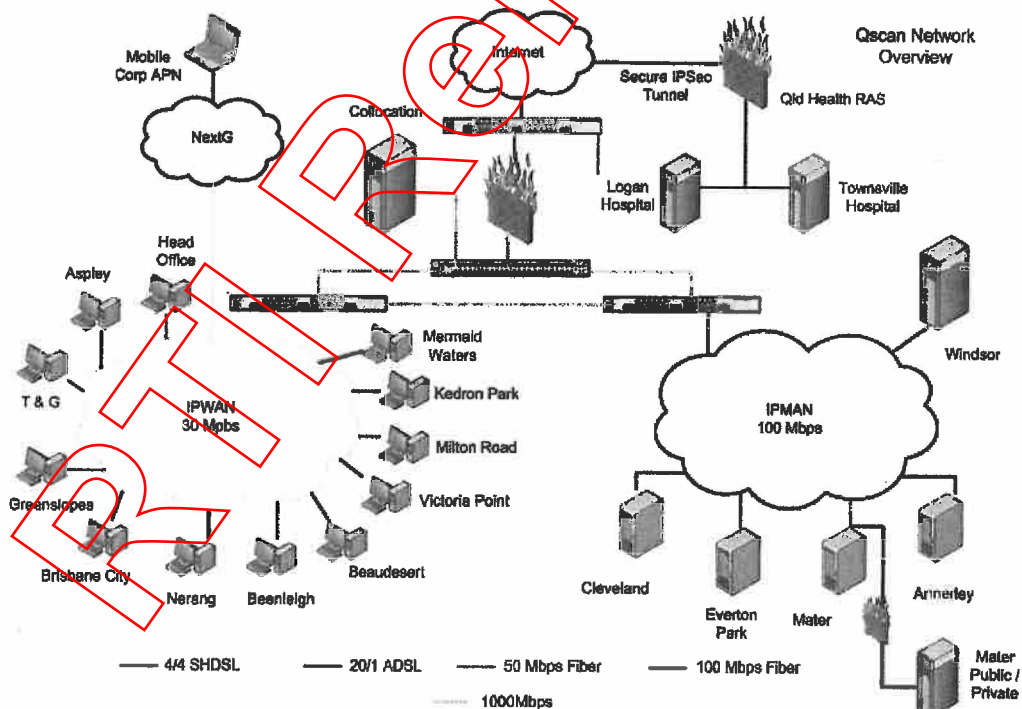 Qscan Network
Overview
Mobile
Corp APN
NextG
Internet
Secure IPSec
Tunnel
Qld Health RAS
Collocation
Logan
Hospital
Townsville
Hospital
Head
Office
Aspley
T & G
Greenslopes
Brisbane City
Nerang
Beenleigh
Beaudesert
Victoria Point
Milton Road
Kedron Park
Mermaid
Waters
IPWAN
30 Mpbs
IPMAN
100 Mbps
Windsor
Cleveland
Everton
Park
Mater
Annerley
Mater
Public /
Private
4/4 SHDSL
20/1 ADSL
50 Mbps Fiber
100 Mbps Fiber
1000Mbps